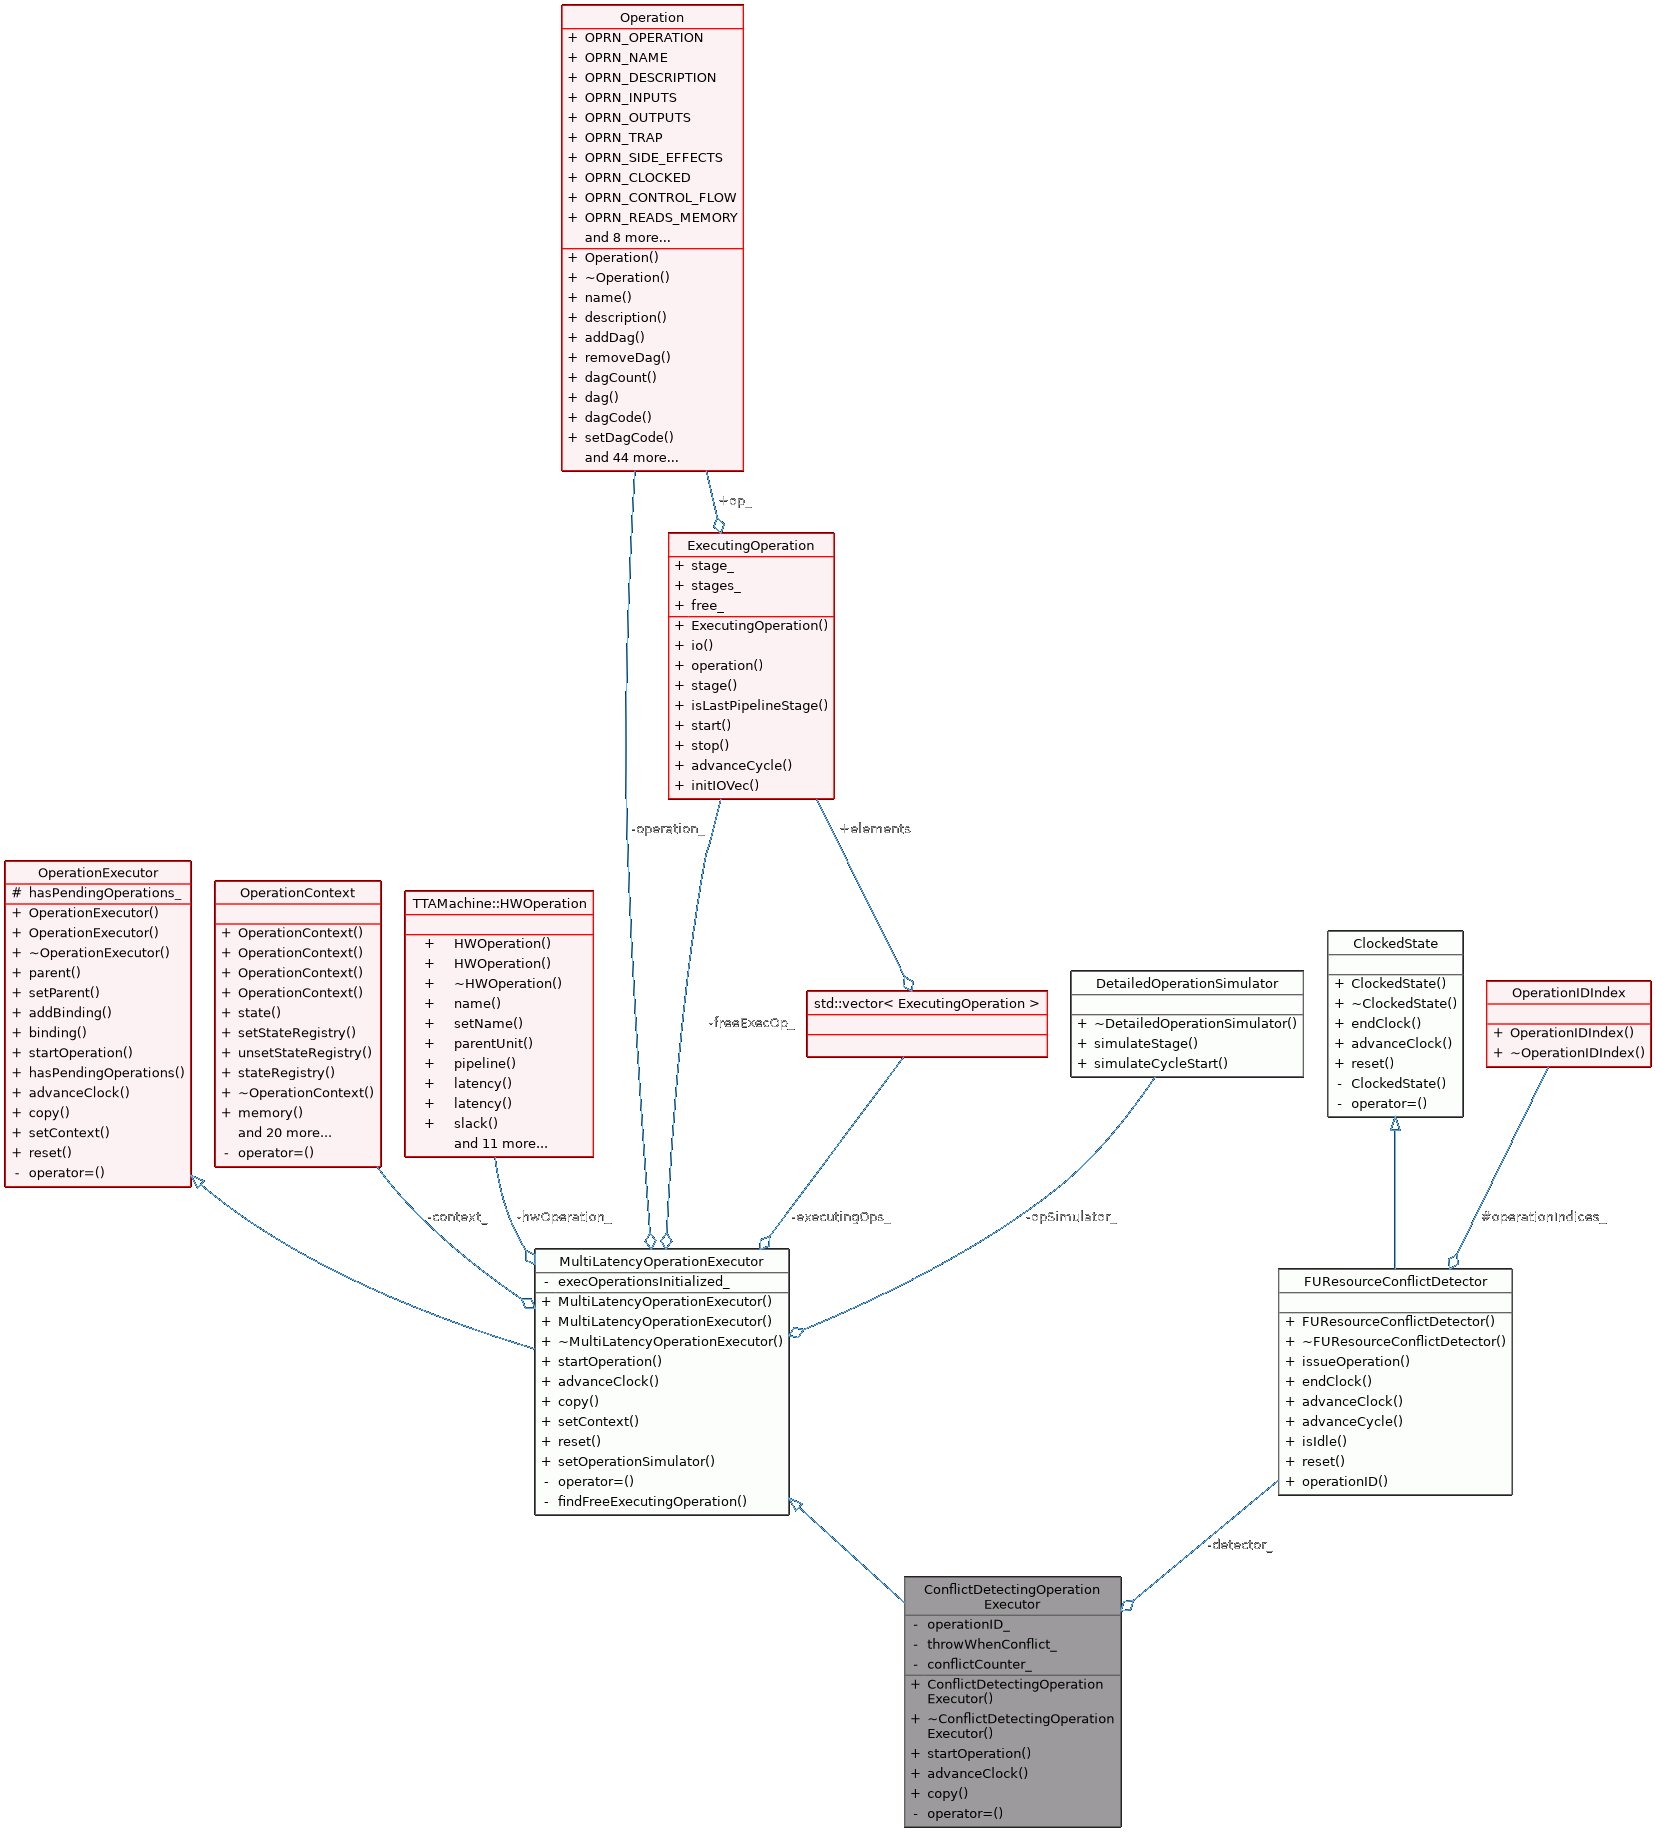 Operation
+ OPRN_OPERATION
+ OPRN_NAME
+ OPRN_DESCRIPTION
+ OPRN_INPUTS
+ OPRN_OUTPUTS
+ OPRN_TRAP
+ OPRN_SIDE_EFFECTS
+ OPRN_CLOCKED
+ OPRN_CONTROL_FLOW
+ OPRN_READS_MEMORY
and 8 more...
+ Operation()
+ ~Operation()
+ name()
+ description()
+ addDag()
+ removeDag()
+ dagCount()
+ dag()
+ dagCode()
+ setDagCode()
and 44 more...
+op_
ExecutingOperation
+ stage_
+ stages_
+ free_
+ ExecutingOperation()
+ io()
+ operation()
+ stage()
+ isLastPipelineStage()
+ start()
+ stop()
+ advanceCycle()
+ initIOVec()
-operation_
+elements
OperationExecutor
# hasPendingOperations_
+ OperationExecutor()
+ OperationExecutor()
+ ~OperationExecutor()
+ parent()
+ setParent()
+ addBinding()
+ binding()
+ startOperation()
+ hasPendingOperations()
+ advanceClock()
+ copy()
+ setContext()
+ reset()
- operator=()
OperationContext
+ OperationContext()
+ OperationContext()
+ OperationContext()
+ OperationContext()
+ state()
+ setStateRegistry()
+ unsetStateRegistry()
+ stateRegistry()
+ ~OperationContext()
+ memory()
and 20 more...
- operator=()
TTAMachine::HWOperation
+ HWOperation()
+ HWOperation()
+ ~HWOperation()
+ name()
+ setName()
+ parentUnit()
+ pipeline()
+ latency()
+ latency()
+ slack()
and 11 more...
-freeExecOp_
std::vector< ExecutingOperation >
DetailedOperationSimulator
+ ~DetailedOperationSimulator()
+ simulateStage()
+ simulateCycleStart()
ClockedState
+ ClockedState()
+ ~ClockedState()
+ endClock()
+ advanceClock()
+ reset()
- ClockedState()
- operator=()
OperationIDIndex
+ OperationIDIndex()
+ ~OperationIDIndex()
-context_
-hwOperation_
-executingOps_
-opSimulator_
#operationIndices_
MultiLatencyOperationExecutor
- execOperationsInitialized_
+ MultiLatencyOperationExecutor()
+ MultiLatencyOperationExecutor()
+ ~MultiLatencyOperationExecutor()
+ startOperation()
+ advanceClock()
+ copy()
+ setContext()
+ reset()
+ setOperationSimulator()
- operator=()
- findFreeExecutingOperation()
FUResourceConflictDetector
+ FUResourceConflictDetector()
+ ~FUResourceConflictDetector()
+ issueOperation()
+ endClock()
+ advanceClock()
+ advanceCycle()
+ isIdle()
+ reset()
+ operationID()
-detector_
ConflictDetectingOperation
Executor
- operationID_
- throwWhenConflict_
- conflictCounter_
+ ConflictDetectingOperation
Executor()
+ ~ConflictDetectingOperation
Executor()
+ startOperation()
+ advanceClock()
+ copy()
- operator=()